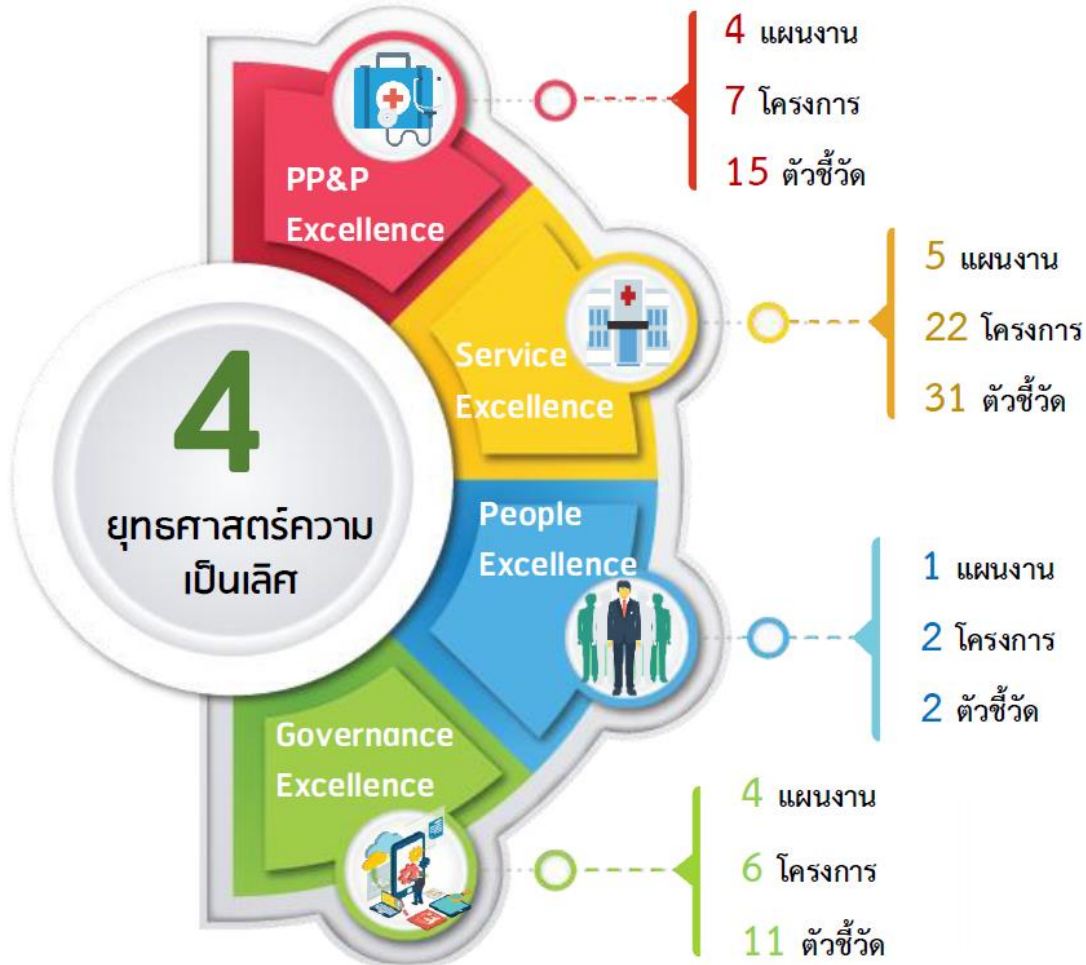 4
ยุทธศาสตร์ความ
เป็นเลิศ
PP&P
Excellence
4 แผนงาน
7 โครงการ
15 ตัวชี้วัด
Service
Excellence
5 แผนงาน
22 โครงการ
31 ตัวชี้วัด
People
Excellence
1 แผนงาน
2 โครงการ
2 ตัวชี้วัด
Governance
Excellence
4 แผนงาน
6 โครงการ
11 ตัวชี้วัด